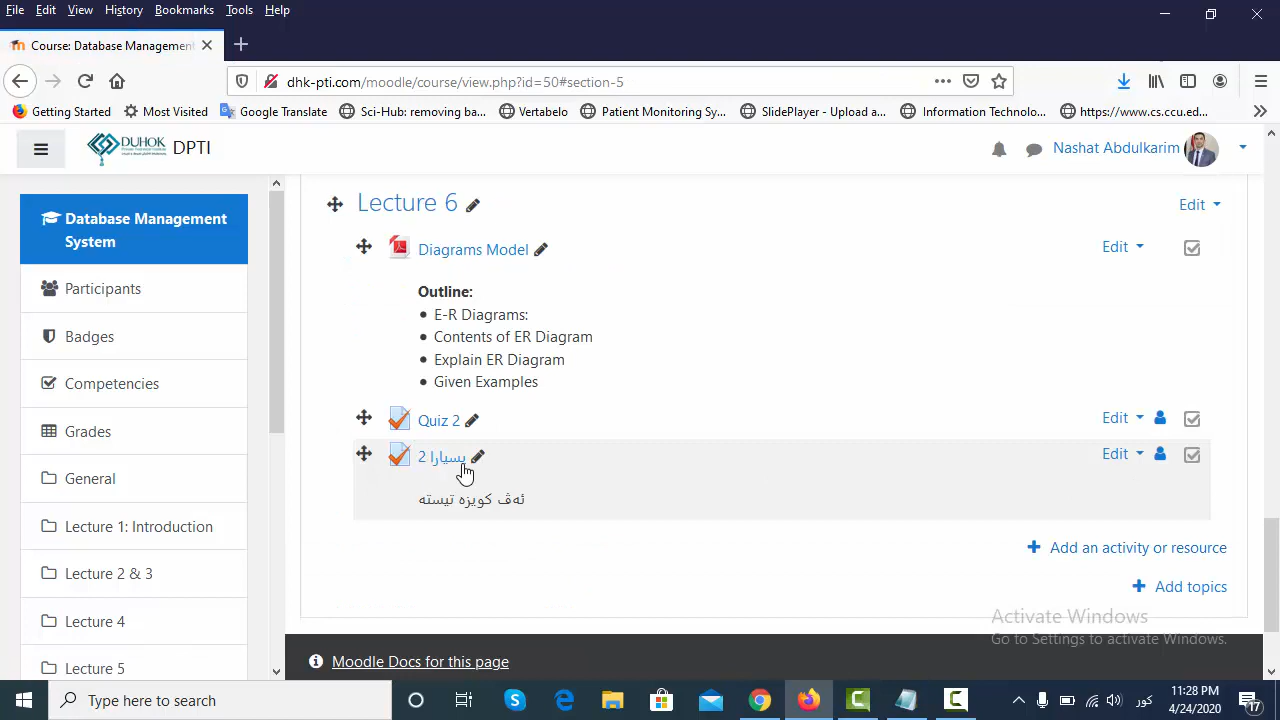 File Edit View History Bookmarks Tools Help
Course: Database Management
dhk-pti.com/moodle/course/view.php?id=50#section-5
Getting Started Most Visited Google Translate Sci-Hub: removing ba... Vertabelo Patient Monitoring Sy... SlidePlayer - Upload a... Information Technolo... https://www.cs.ccu.ed...
DUHOK DPTI Nashat Abdulkarim
Database Management System
Participants
Badges
Competencies
Grades
General
Lecture 1: Introduction
Lecture 2 & 3
Lecture 4
Lecture 5
Lecture 6 Edit
Diagrams Model Edit
Outline:
• E-R Diagrams:
• Contents of ER Diagram
• Explain ER Diagram
• Given Examples
Quiz 2 Edit
پسیارا 2 Edit
ئەڤ کویزە تیستە
Add an activity or resource
Add topics
Activate Windows
Go to Settings to activate Windows.
Moodle Docs for this page
Type here to search
كور
11:28 PM
4/24/2020
17